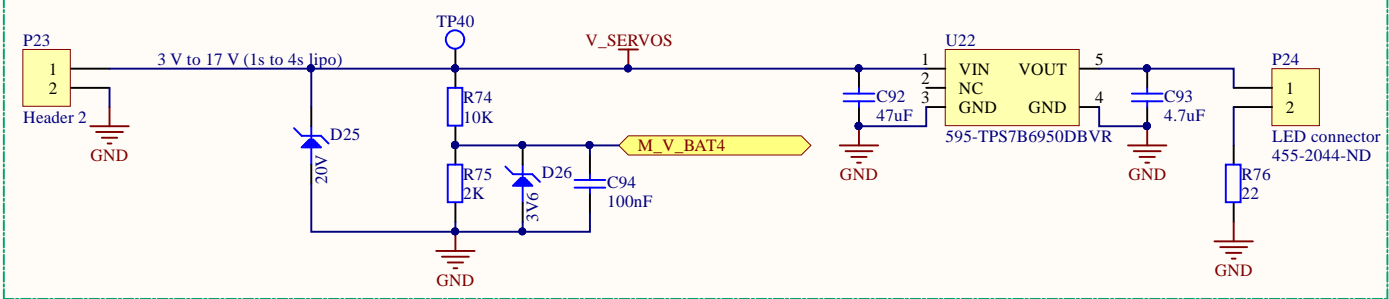 TP40
P23
V_SERVOS
U22
3 V to 17 V (1s to 4s lipo)
1
2
Header 2
GND
R74
10K
D25
20V
M_V_BAT4
R75
2K
D26
3V6
C94
100nF
GND
C92
47uF
GND
1
2
3
VIN
NC
GND
VOUT
GND
5
4
595-TPS7B6950DBVR
C93
4.7uF
GND
P24
1
2
LED connector
455-2044-ND
R76
22
GND